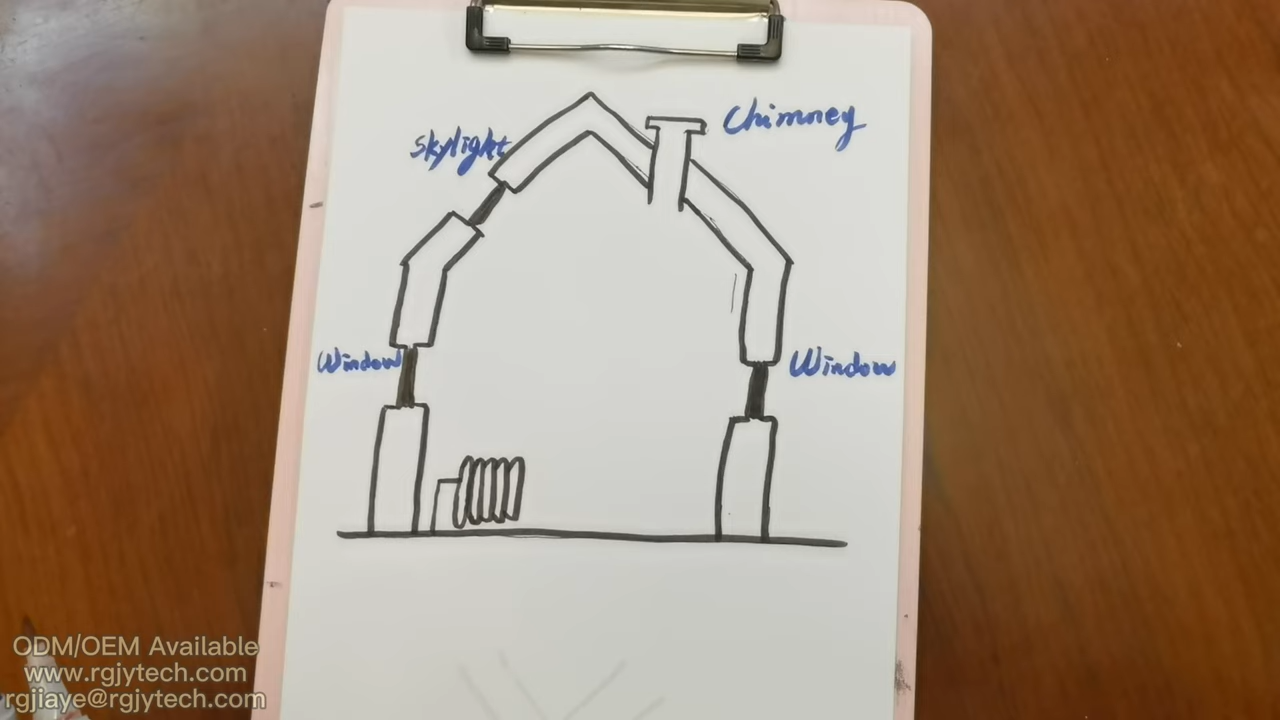 Chimney
skylight
Window
Window
ODM/OEM Available
www.rgjytech.com
rgjiaye@rgjytech.com